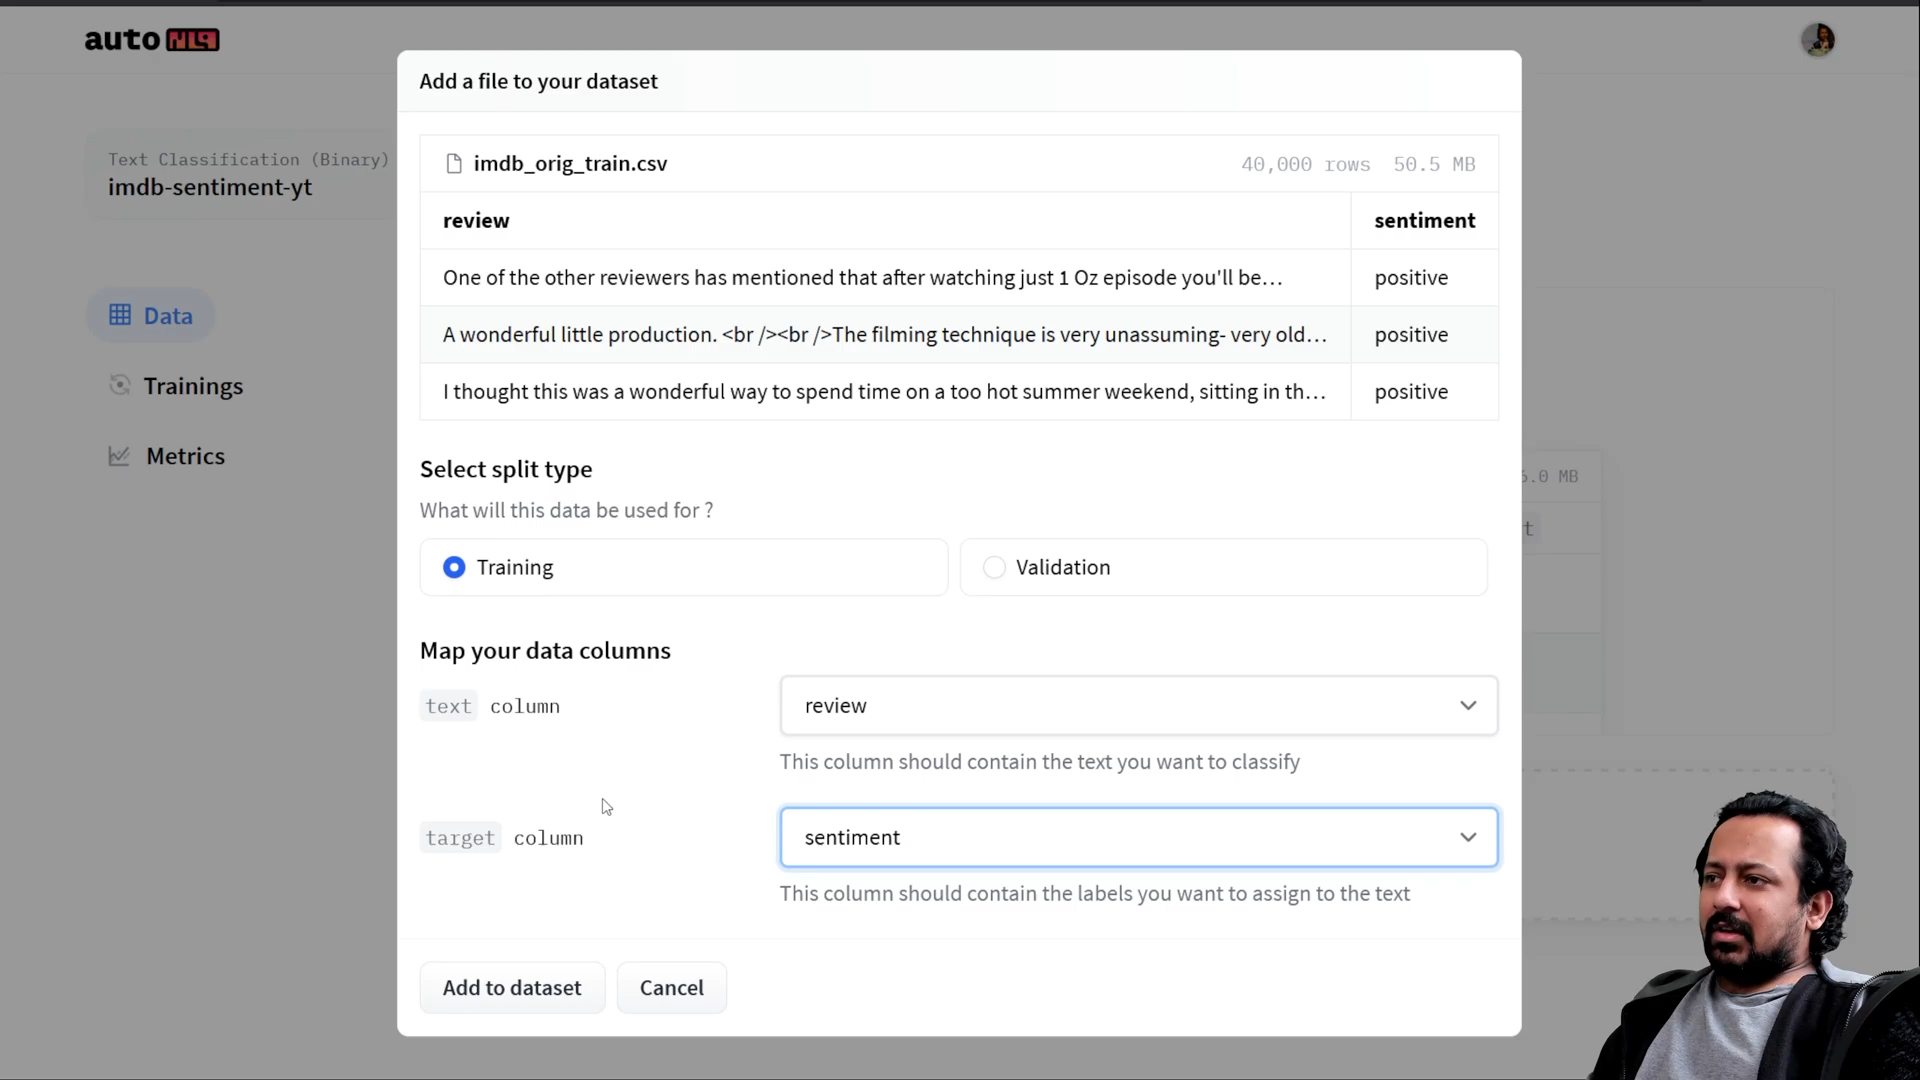 auto NLP
Add a file to your dataset
Text Classification (Binary)
imdb-sentiment-yt
imdb_orig_train.csv 40,000 rows 50.5 MB
review sentiment
One of the other reviewers has mentioned that after watching just 1 Oz episode you'll be… positive
A wonderful little production. <br /><br />The filming technique is very unassuming- very old… positive
I thought this was a wonderful way to spend time on a too hot summer weekend, sitting in th… positive
Data
Trainings
Metrics
Select split type
What will this data be used for ?
Training Validation
Map your data columns
text column review
This column should contain the text you want to classify
target column sentiment
This column should contain the labels you want to assign to the text
Add to dataset Cancel